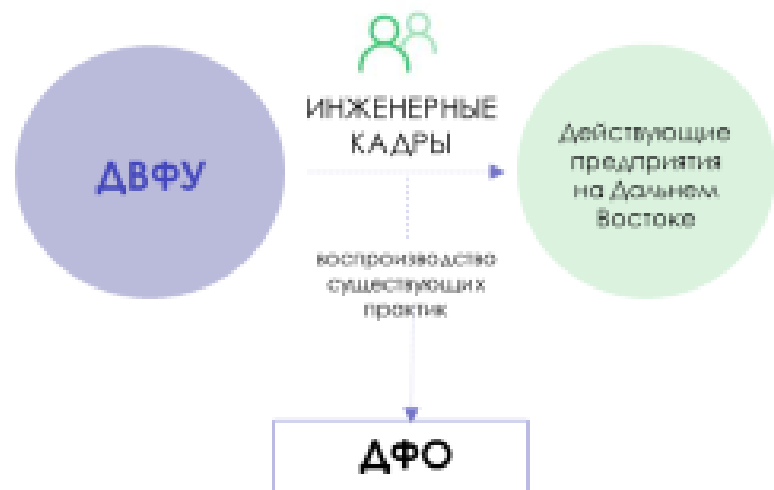 ДВФУ
ИНЖЕНЕРНЫЕ
КАДРЫ
Действующие
предприятия
на Дальнем
Востоке
воспроизводство
существующих
практик
ДФО